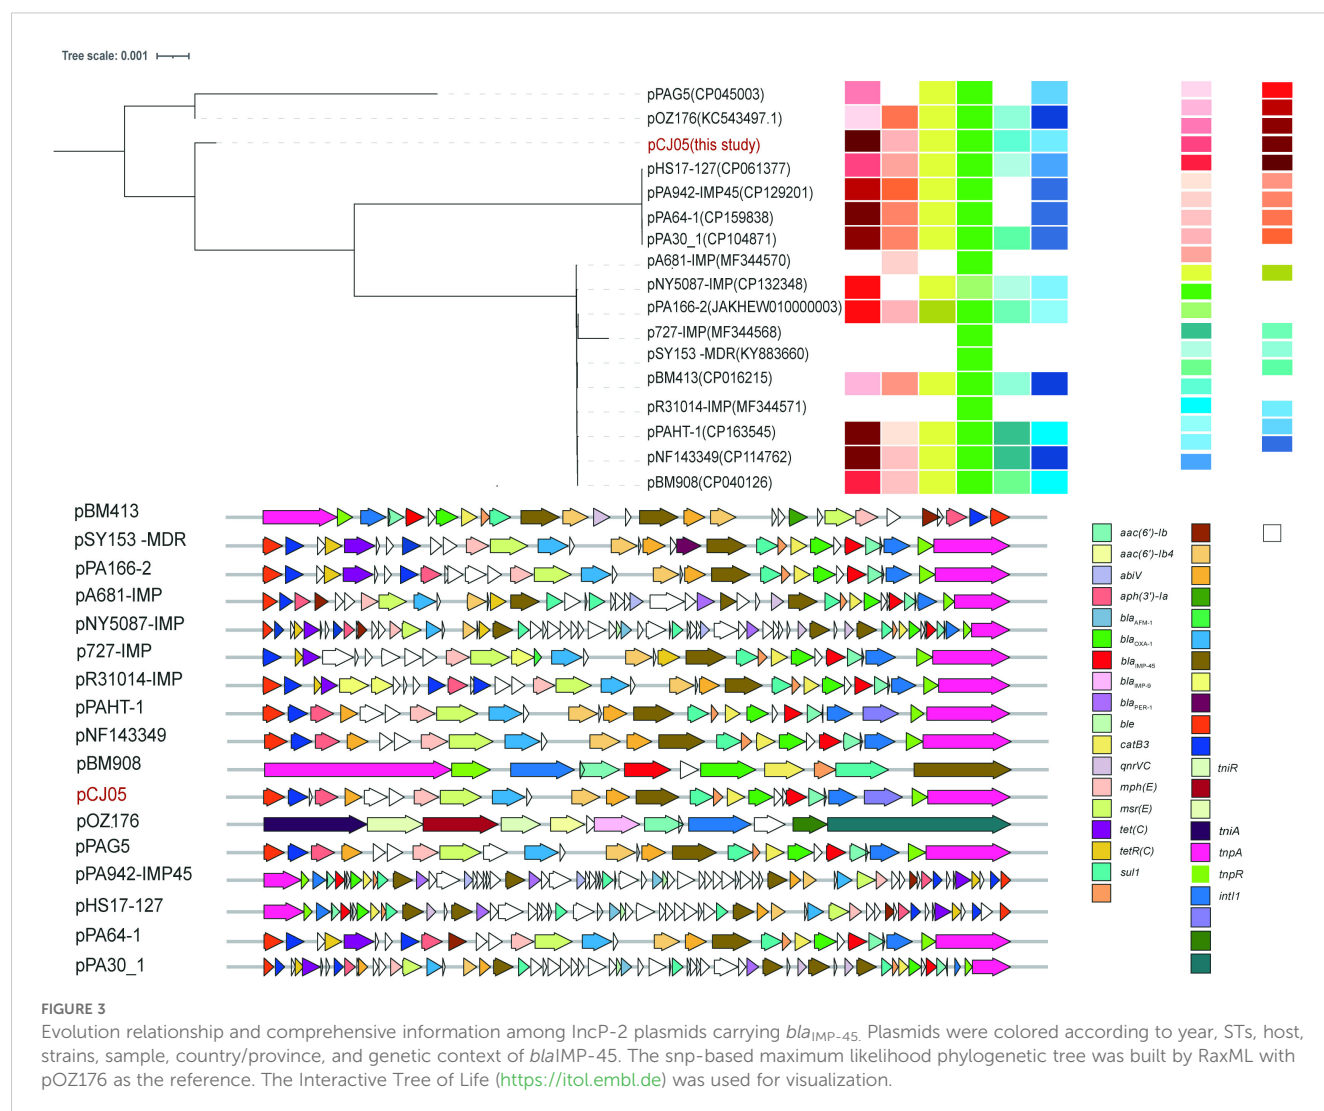 Tree scale: 0.001
pPAG5(CP045003)
pOZ176(KC543497.1)
pCJ05(this study)
pHS17-127(CP061377)
pPA942-IMP45(CP129201)
pPA64-1(CP159838)
pPA30_1(CP104871)
pA681-IMP(MF344570)
pNY5087-IMP(CP132348)
pPA166-2(JAKHEW010000003)
p727-IMP(MF344568)
pSY153 -MDR(KY883660)
pBM413(CP016215)
pR31014-IMP(MF344571)
pPAHT-1(CP163545)
pNF143349(CP114762)
pBM908(CP040126)
pBM413
pSY153 -MDR
pPA166-2
pA681-IMP
pNY5087-IMP
p727-IMP
pR31014-IMP
pPAHT-1
pNF143349
pBM908
pCJ05
pOZ176
pPAG5
pPA942-IMP45
pHS17-127
pPA64-1
pPA30_1
aac(6')-Ib
aac(6')-Ib4
abiV
aph(3')-Ia
blaAFM-1
blaOXA-1
blaIMP-45
blaIMP-9
blaPER-1
ble
catB3
qnrVC
mph(E)
msr(E)
tet(C)
tetR(C)
sul1
tniR
tniA
tnpA
tnpR
intI1
FIGURE 3
Evolution relationship and comprehensive information among IncP-2 plasmids carrying blaIMP-45. Plasmids were colored according to year, STs, host,
strains, sample, country/province, and genetic context of blaIMP-45. The snp-based maximum likelihood phylogenetic tree was built by RaxML with
pOZ176 as the reference. The Interactive Tree of Life (https://itol.embl.de) was used for visualization.